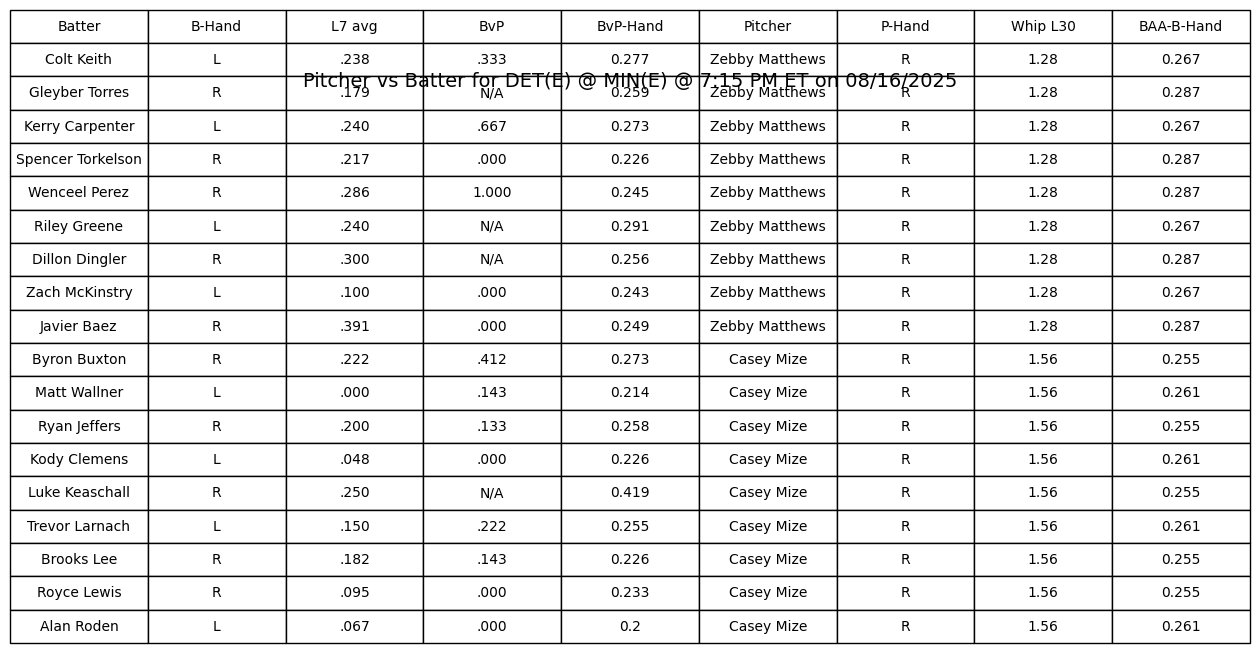 Batter B-Hand L7 avg BvP BvP-Hand Pitcher P-Hand Whip L30 BAA-B-Hand
Colt Keith L .238 .333 0.277 Zebby Matthews R 1.28 0.267
Pitcher vs Batter for DET(E) @ MIN(E) @ 7:15 PM ET on 08/16/2025
Gleyber Torres R .179 N/A 0.259 Zebby Matthews R 1.28 0.287
Kerry Carpenter L .240 .667 0.273 Zebby Matthews R 1.28 0.267
Spencer Torkelson R .217 .000 0.226 Zebby Matthews R 1.28 0.287
Wenceel Perez R .286 1.000 0.245 Zebby Matthews R 1.28 0.287
Riley Greene L .240 N/A 0.291 Zebby Matthews R 1.28 0.267
Dillon Dingler R .300 N/A 0.256 Zebby Matthews R 1.28 0.287
Zach McKinstry L .100 .000 0.243 Zebby Matthews R 1.28 0.267
Javier Baez R .391 .000 0.249 Zebby Matthews R 1.28 0.287
Byron Buxton R .222 .412 0.273 Casey Mize R 1.56 0.255
Matt Wallner L .000 .143 0.214 Casey Mize R 1.56 0.261
Ryan Jeffers R .200 .133 0.258 Casey Mize R 1.56 0.255
Kody Clemens L .048 .000 0.226 Casey Mize R 1.56 0.261
Luke Keaschall R .250 N/A 0.419 Casey Mize R 1.56 0.255
Trevor Larnach L .150 .222 0.255 Casey Mize R 1.56 0.261
Brooks Lee R .182 .143 0.226 Casey Mize R 1.56 0.255
Royce Lewis R .095 .000 0.233 Casey Mize R 1.56 0.255
Alan Roden L .067 .000 0.2 Casey Mize R 1.56 0.261